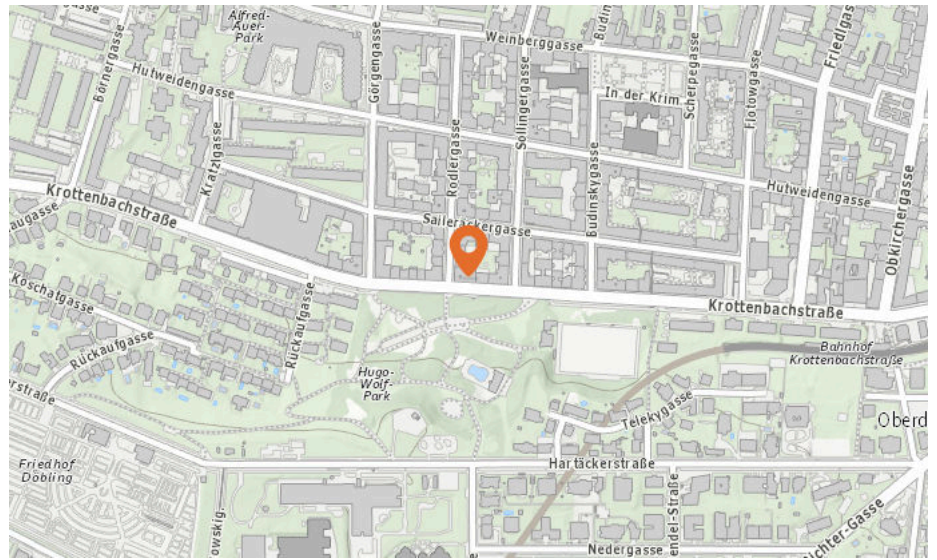 Alfred-
Auer-
Park
Weinberggasse
Friedlgasse
Börnergasse
Hutweidengasse
Görgengasse
Sollingergasse
In der Krim
Scherpegasse
Flotowgasse
Kratzlgasse
Rodlergasse
Budinskygasse
Hutweidengasse
Obkirchergasse
Krottenbachstraße
Saileräckergasse
Koschatgasse
Rückaufgasse
Rückaufgasse
Krottenbachstraße
Bahnhof
Krottenbachstraße
Hugo-
Wolf-
Park
Telekygasse
Oberd
Friedhof
Döbling
Hartäckerstraße
Nedergasse